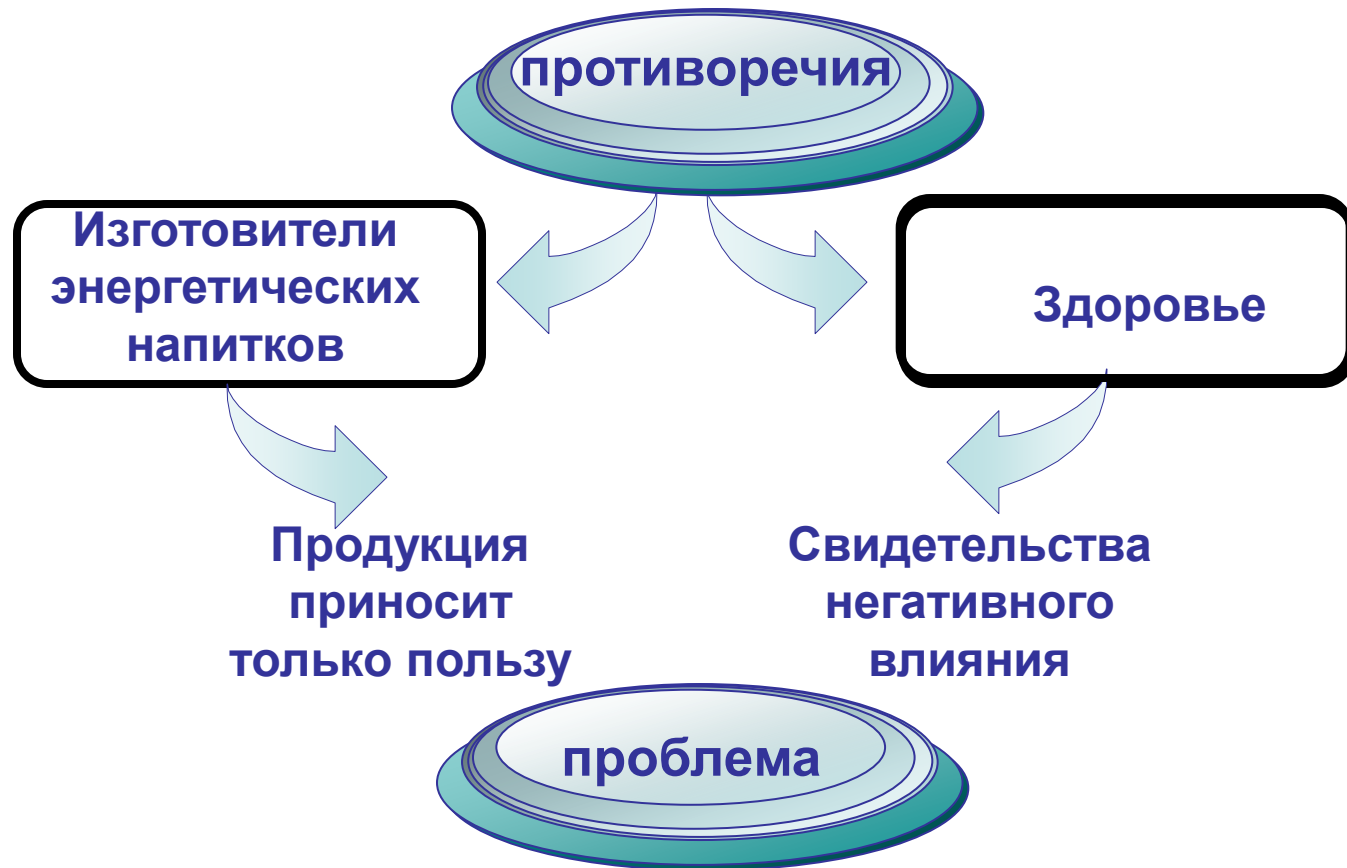 противоречия
Изготовители
энергетических
напитков
Здоровье
Продукция
приносит
только пользу
Свидетельства
негативного
влияния
проблема